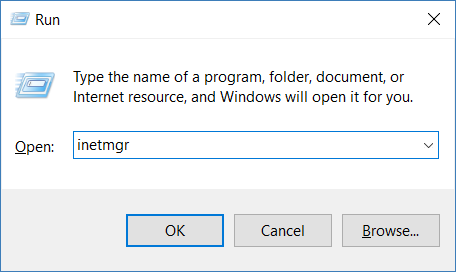 Run
Type the name of a program, folder, document, or
Internet resource, and Windows will open it for you.
Open: inetmgr
OK Cancel Browse...